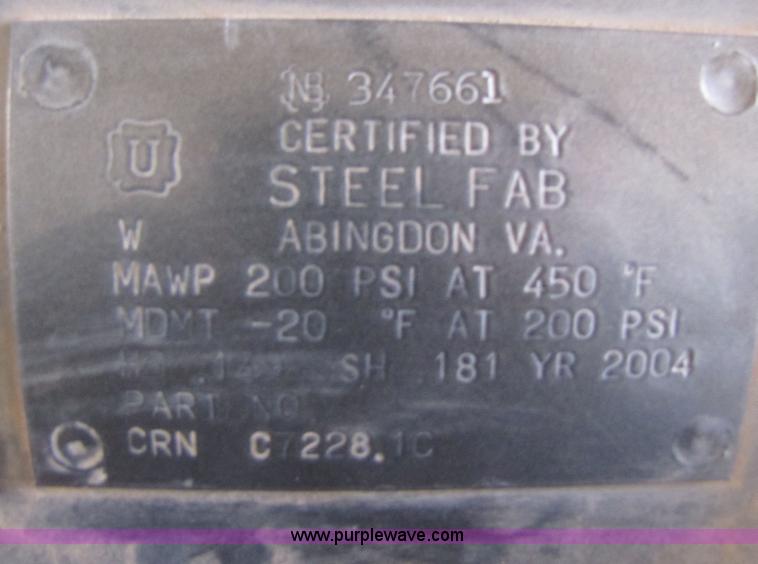 NB 347661
CERTIFIED BY
U
STEEL FAB
W ABINGDON VA.
MAWP 200 PSI AT 450 °F
MDMT -20 °F AT 200 PSI
SH .181 YR 2004
PART NO
CRN C7228.1C
www.purplewave.com